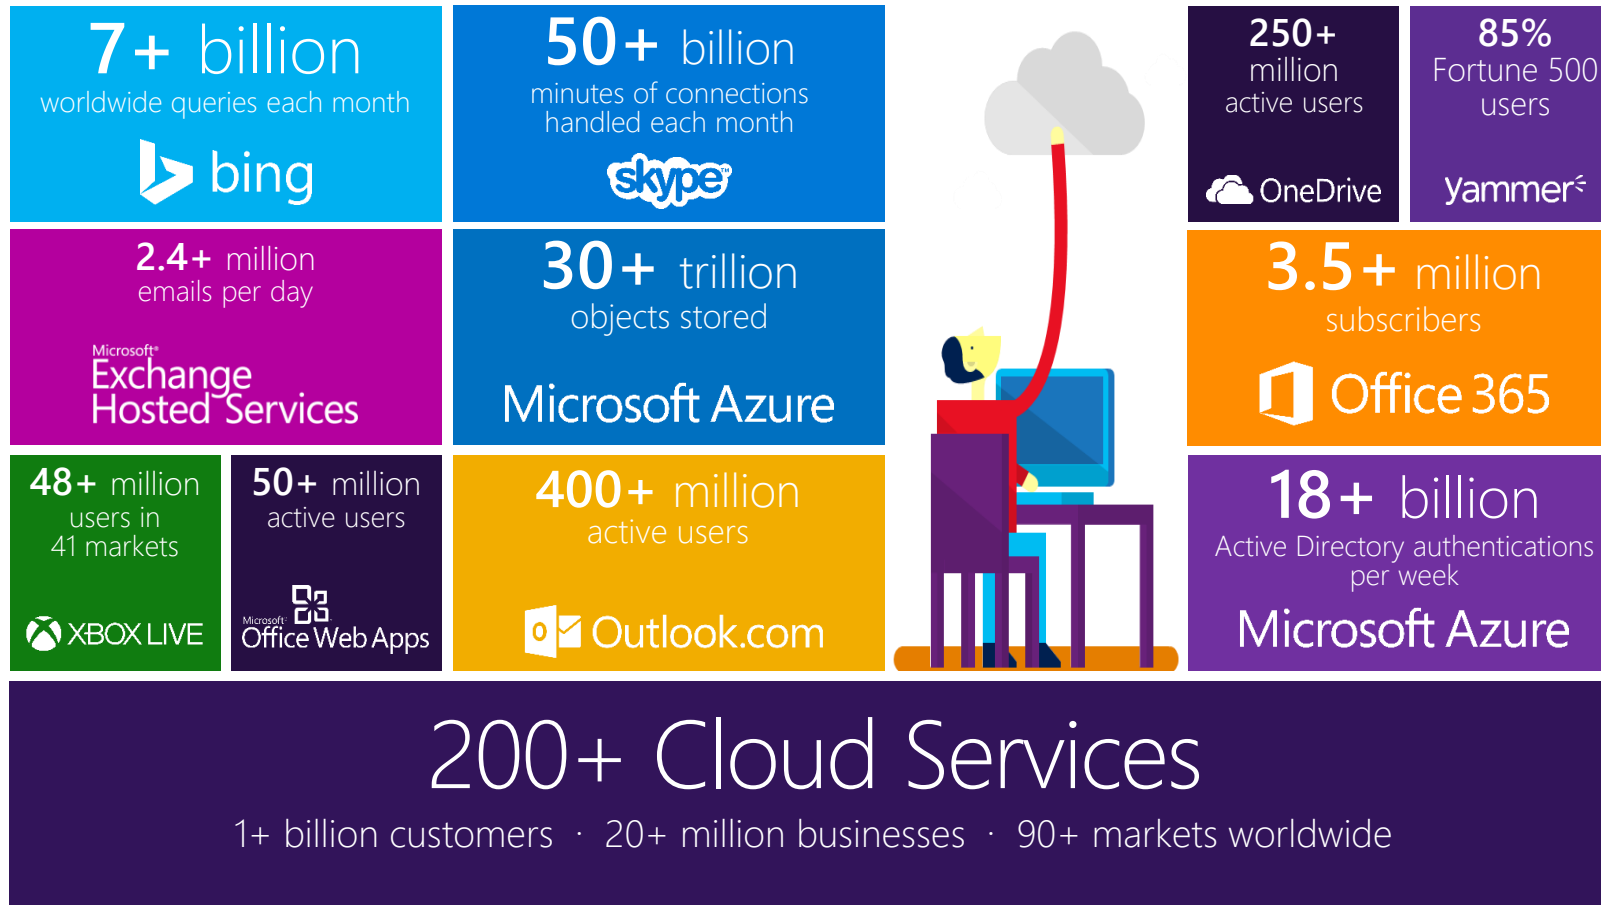 7+ billion
worldwide queries each month
bing
50+ billion
minutes of connections
handled each month
skype™
250+
million
active users
OneDrive
85%
Fortune 500
users
yammer
2.4+ million
emails per day
Microsoft®
Exchange
Hosted Services
30+ trillion
objects stored
Microsoft Azure
3.5+ million
subscribers
Office 365
48+ million
users in
41 markets
XBOX LIVE
50+ million
active users
Microsoft®
Office Web Apps
400+ million
active users
o
Outlook.com
18+ billion
Active Directory authentications
per week
Microsoft Azure
200+ Cloud Services
1+ billion customers · 20+ million businesses · 90+ markets worldwide